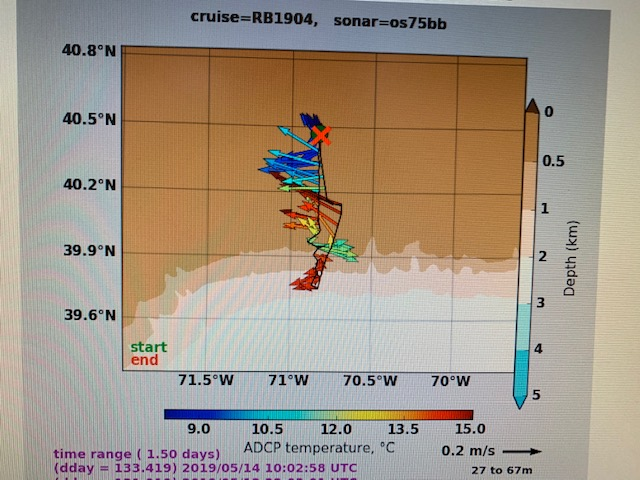 cruise=RB1904, sonar=os75bb
40.8°N
40.5°N
40.2°N
39.9°N
39.6°N
0
0.5
1
2
3
4
5
Depth (km)
start
end
71.5°W 71°W 70.5°W 70°W
9.0 10.5 12.0 13.5 15.0
ADCP temperature, °C
0.2 m/s
27 to 67m
time range ( 1.50 days)
(dday = 133.419) 2019/05/14 10:02:58 UTC